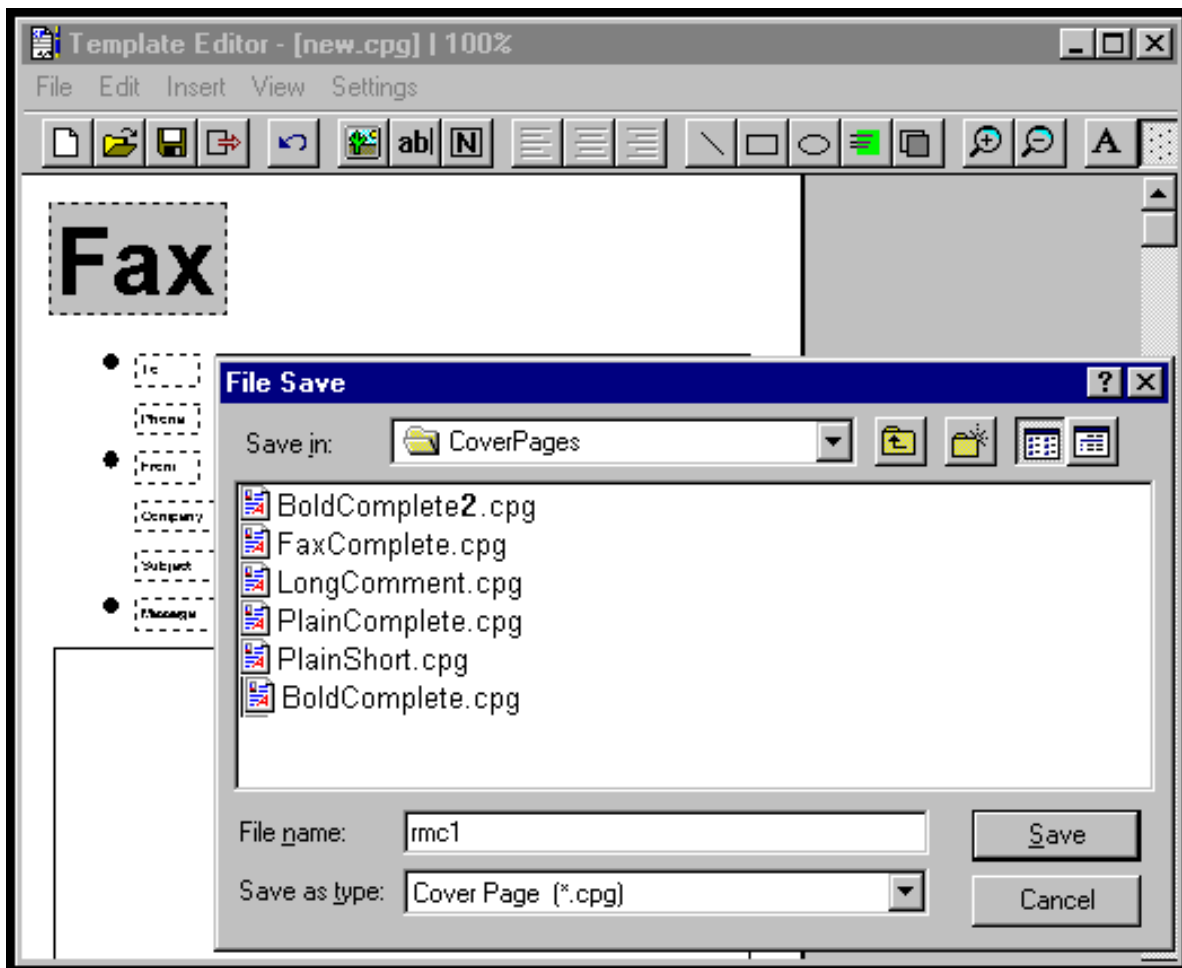 Template Editor - [new.cpg] | 100%
File Edit Insert View Settings
ab| N A
Fax
To
Phone
From
Company
Subject
Message
File Save
Save in: CoverPages
BoldComplete2.cpg
FaxComplete.cpg
LongComment.cpg
PlainComplete.cpg
PlainShort.cpg
BoldComplete.cpg
File name: rmc1 Save
Save as type: Cover Page (*.cpg) Cancel